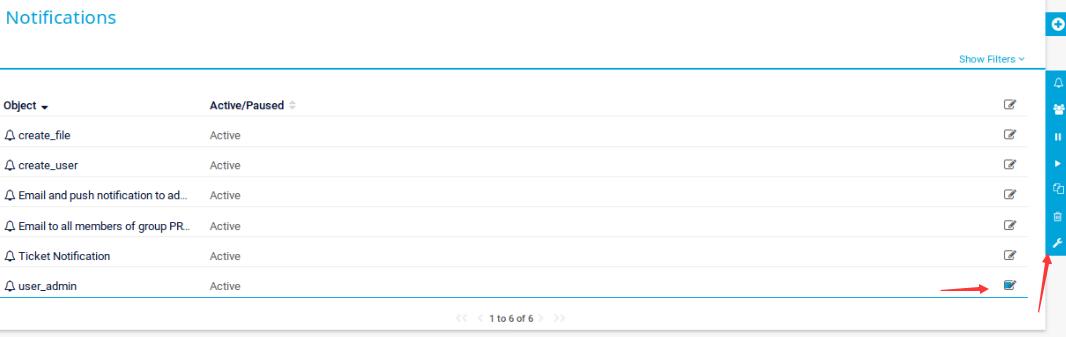 Notifications
Show Filters
Object Active/Paused
create_file Active
create_user Active
Email and push notification to ad... Active
Email to all members of group PR... Active
Ticket Notification Active
user_admin Active
1 to 6 of 6